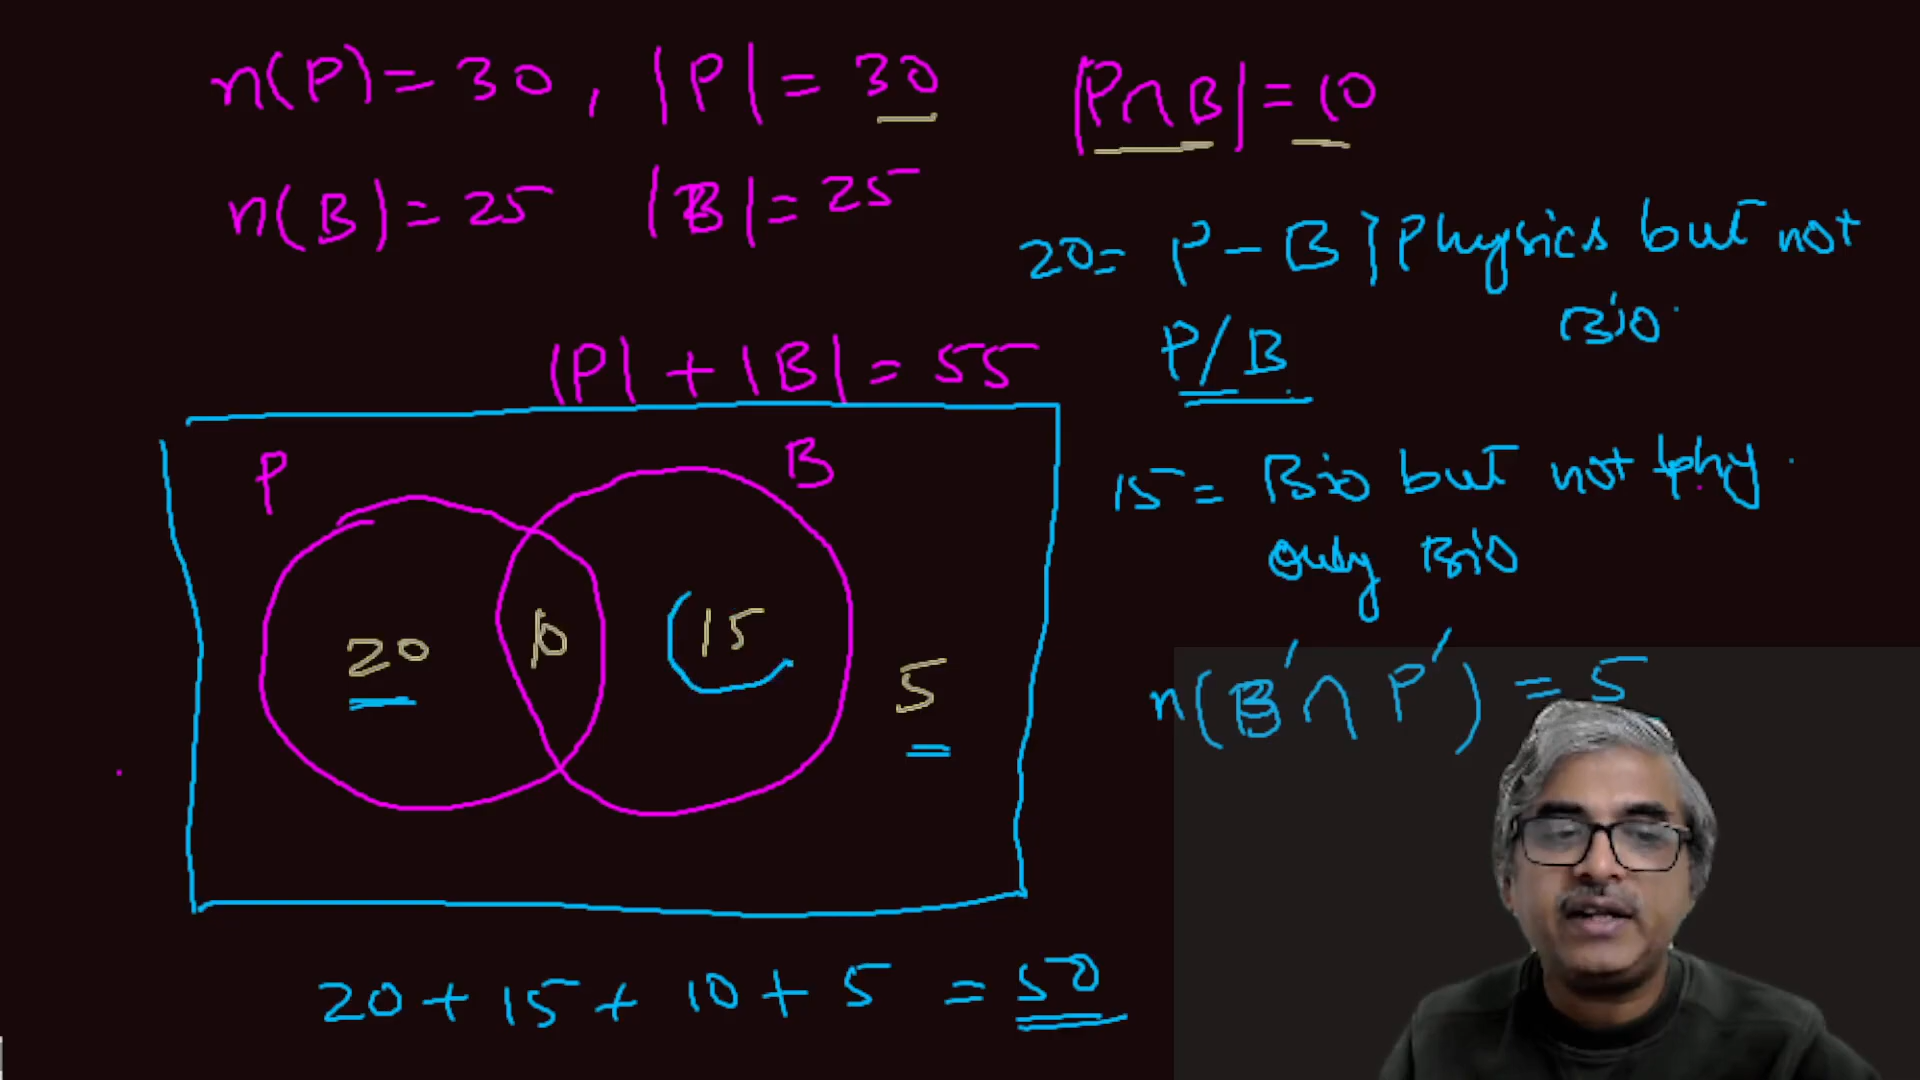 n(P) = 30, |P| = 30
|P∩B| = 10
n(B) = 25 |B| = 25
20 = P - B } Physics but not
Bio.
P/B
|P| + |B| = 55
P B
20 10 15 5
15 = Bio but not phy.
only Bio
n(B'∩P') = 5
20 + 15 + 10 + 5 = 50